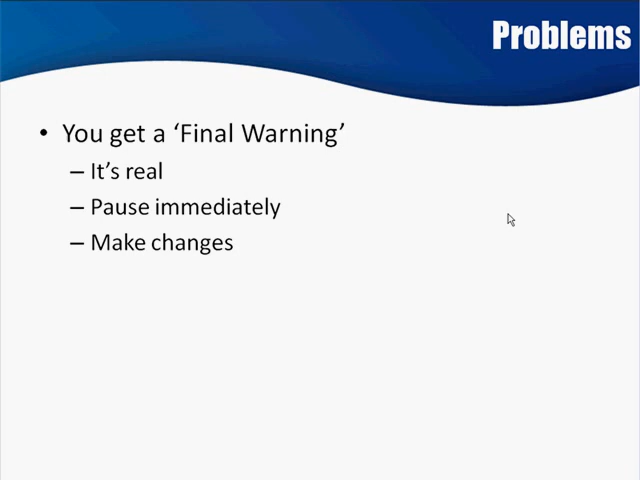 Problems
• You get a ‘Final Warning’
– It’s real
– Pause immediately
– Make changes